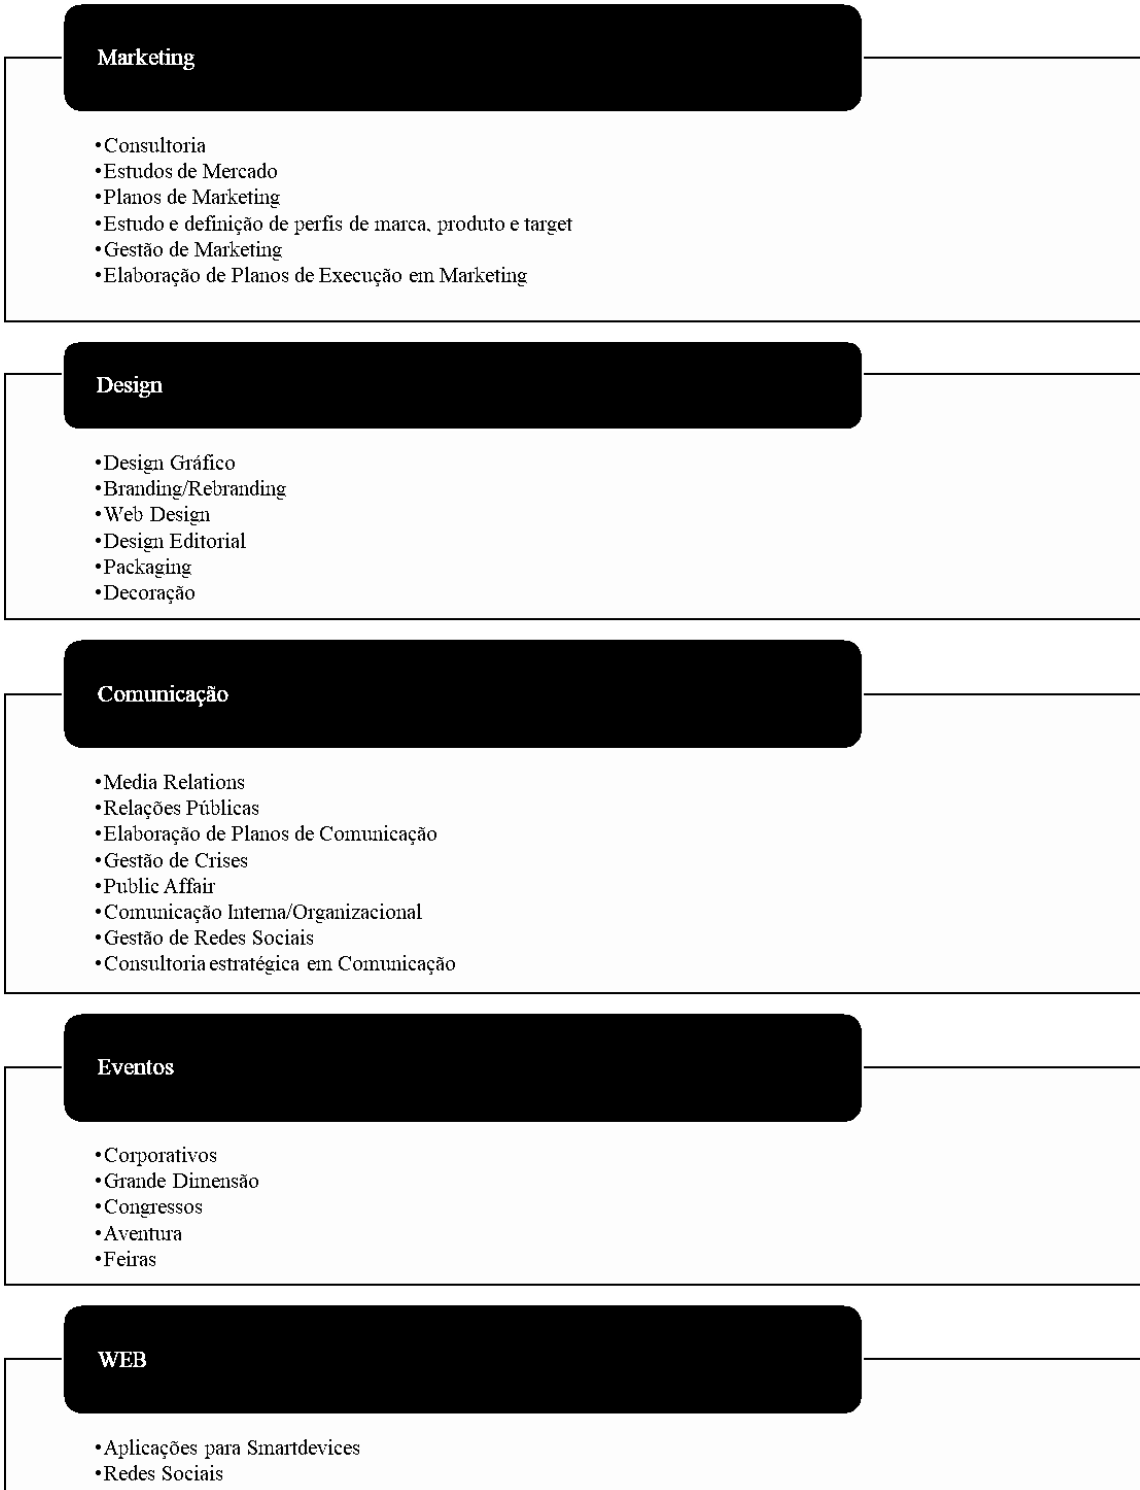 Marketing
•Consultoria
•Estudos de Mercado
•Planos de Marketing
•Estudo e definição de perfis de marca, produto e target
•Gestão de Marketing
•Elaboração de Planos de Execução em Marketing
Design
•Design Gráfico
•Branding/Rebranding
•Web Design
•Design Editorial
•Packaging
•Decoração
Comunicação
•Media Relations
•Relações Públicas
•Elaboração de Planos de Comunicação
•Gestão de Crises
•Public Affair
•Comunicação Interna/Organizacional
•Gestão de Redes Sociais
•Consultoria estratégica em Comunicação
Eventos
•Corporativos
•Grande Dimensão
•Congressos
•Aventura
•Feiras
WEB
•Aplicações para Smartdevices
•Redes Sociais